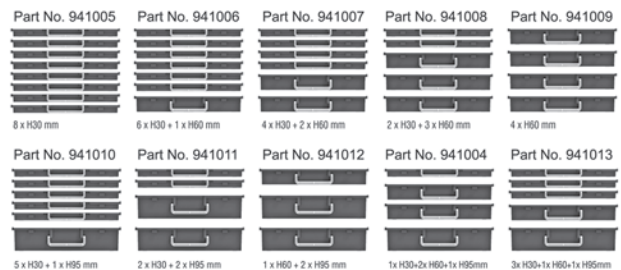 Part No. 941005 Part No. 941006 Part No. 941007 Part No. 941008 Part No. 941009
8 x H30 mm 6 x H30 + 1 x H60 mm 4 x H30 + 2 x H60 mm 2 x H30 + 3 x H60 mm 4 x H60 mm
Part No. 941010 Part No. 941011 Part No. 941012 Part No. 941004 Part No. 941013
5 x H30 + 1 x H95 mm 2 x H30 + 2 x H95 mm 1 x H60 + 2 x H95 mm 1x H30+2x H60+1x H95mm 3x H30+1x H60+1x H95mm